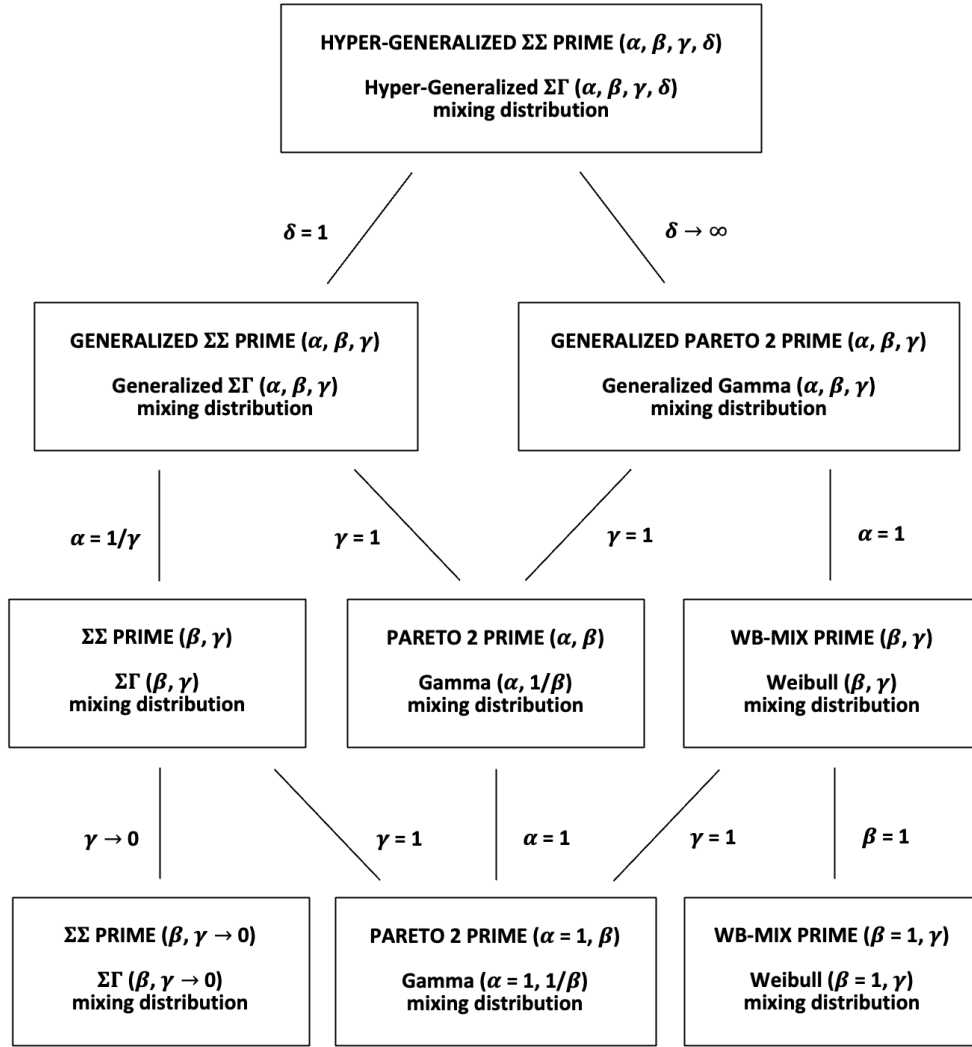 HYPER-GENERALIZED ΣΣ PRIME (α, β, γ, δ)
Hyper-Generalized ΣΓ (α, β, γ, δ)
mixing distribution
δ = 1
δ → ∞
GENERALIZED ΣΣ PRIME (α, β, γ)
Generalized ΣΓ (α, β, γ)
mixing distribution
GENERALIZED PARETO 2 PRIME (α, β, γ)
Generalized Gamma (α, β, γ)
mixing distribution
α = 1/γ
γ = 1
γ = 1
α = 1
ΣΣ PRIME (β, γ)
ΣΓ (β, γ)
mixing distribution
PARETO 2 PRIME (α, β)
Gamma (α, 1/β)
mixing distribution
WB-MIX PRIME (β, γ)
Weibull (β, γ)
mixing distribution
γ → 0
γ = 1
α = 1
γ = 1
β = 1
ΣΣ PRIME (β, γ → 0)
ΣΓ (β, γ → 0)
mixing distribution
PARETO 2 PRIME (α = 1, β)
Gamma (α = 1, 1/β)
mixing distribution
WB-MIX PRIME (β = 1, γ)
Weibull (β = 1, γ)
mixing distribution